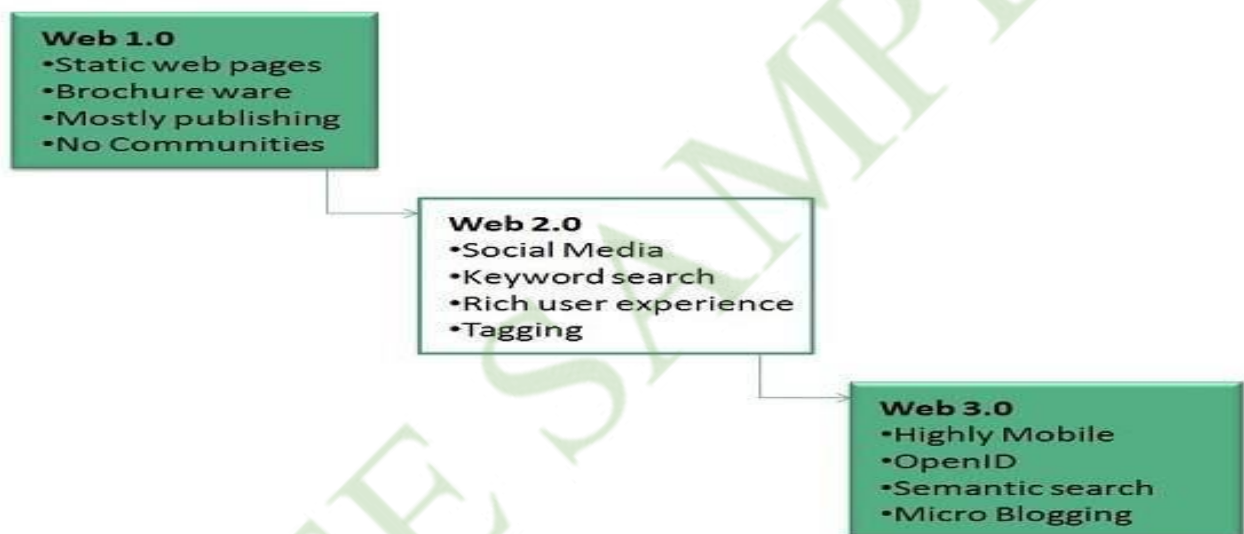 Web 1.0
•Static web pages
•Brochure ware
•Mostly publishing
•No Communities
Web 2.0
•Social Media
•Keyword search
•Rich user experience
•Tagging
Web 3.0
•Highly Mobile
•OpenID
•Semantic search
•Micro Blogging